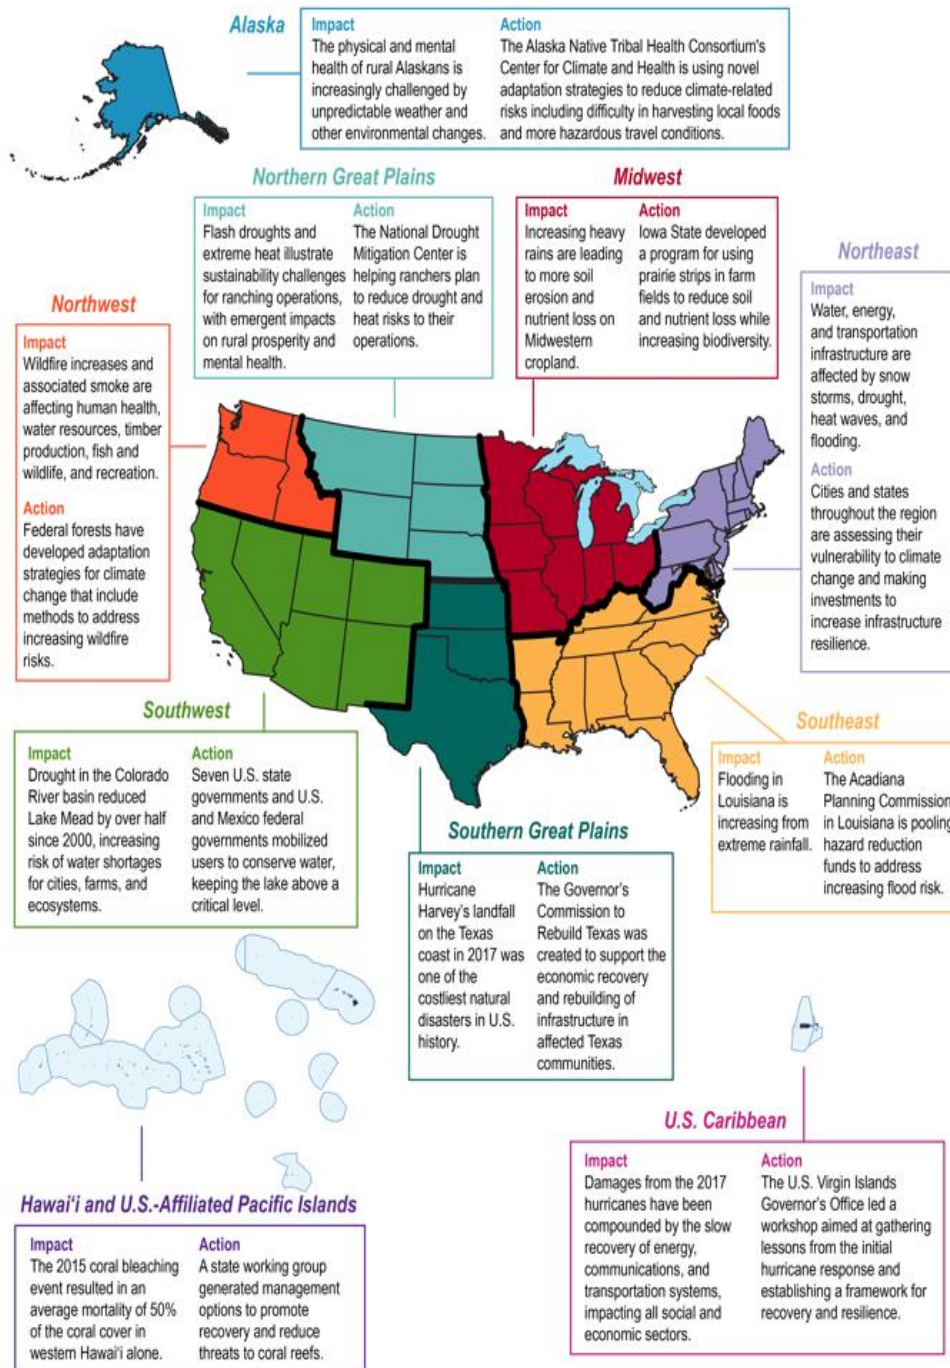 Alaska
Impact
The physical and mental
health of rural Alaskans is
increasingly challenged by
unpredictable weather and
other environmental changes.
Action
The Alaska Native Tribal Health Consortium's
Center for Climate and Health is using novel
adaptation strategies to reduce climate-related
risks including difficulty in harvesting local foods
and more hazardous travel conditions.
Northern Great Plains
Impact
Flash droughts and
extreme heat illustrate
sustainability challenges
for ranching operations,
with emergent impacts
on rural prosperity and
mental health.
Action
The National Drought
Mitigation Center is
helping ranchers plan
to reduce drought and
heat risks to their
operations.
Midwest
Impact
Increasing heavy
rains are leading
to more soil
erosion and
nutrient loss on
Midwestern
cropland.
Action
Iowa State developed
a program for using
prairie strips in farm
fields to reduce soil
and nutrient loss while
increasing biodiversity.
Northeast
Impact
Water, energy,
and transportation
infrastructure are
affected by snow
storms, drought,
heat waves, and
flooding.
Action
Cities and states
throughout the region
are assessing their
vulnerability to climate
change and making
investments to
increase infrastructure
resilience.
Northwest
Impact
Wildfire increases and
associated smoke are
affecting human health,
water resources, timber
production, fish and
wildlife, and recreation.
Action
Federal forests have
developed adaptation
strategies for climate
change that include
methods to address
increasing wildfire
risks.
Southwest
Impact
Drought in the Colorado
River basin reduced
Lake Mead by over half
since 2000, increasing
risk of water shortages
for cities, farms, and
ecosystems.
Action
Seven U.S. state
governments and U.S.
and Mexico federal
governments mobilized
users to conserve water,
keeping the lake above a
critical level.
Southeast
Impact
Flooding in
Louisiana is
increasing from
extreme rainfall.
Action
The Acadiana
Planning Commission
in Louisiana is pooling
hazard reduction
funds to address
increasing flood risk.
Southern Great Plains
Impact
Hurricane
Harvey's landfall
on the Texas
coast in 2017 was
one of the
costliest natural
disasters in U.S.
history.
Action
The Governor's
Commission to
Rebuild Texas was
created to support the
economic recovery
and rebuilding of
infrastructure in
affected Texas
communities.
U.S. Caribbean
Impact
Damages from the 2017
hurricanes have been
compounded by the slow
recovery of energy,
communications, and
transportation systems,
impacting all social and
economic sectors.
Action
The U.S. Virgin Islands
Governor's Office led a
workshop aimed at gathering
lessons from the initial
hurricane response and
establishing a framework for
recovery and resilience.
Hawai‘i and U.S.-Affiliated Pacific Islands
Impact
The 2015 coral bleaching
event resulted in an
average mortality of 50%
of the coral cover in
western Hawai‘i alone.
Action
A state working group
generated management
options to promote
recovery and reduce
threats to coral reefs.